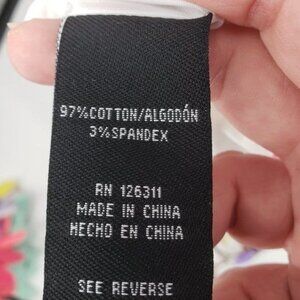 97%COTTON/ALGODÓN
3%SPANDEX
RN 126311
MADE IN CHINA
HECHO EN CHINA
SEE REVERSE